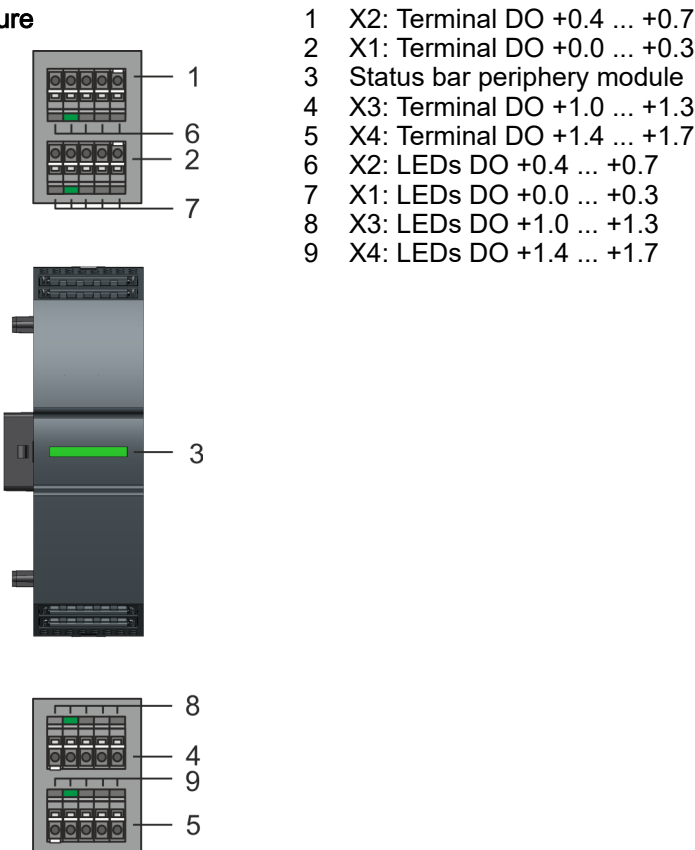 ure
1 X2: Terminal DO +0.4 ... +0.7
2 X1: Terminal DO +0.0 ... +0.3
3 Status bar periphery module
4 X3: Terminal DO +1.0 ... +1.3
5 X4: Terminal DO +1.4 ... +1.7
6 X2: LEDs DO +0.4 ... +0.7
7 X1: LEDs DO +0.0 ... +0.3
8 X3: LEDs DO +1.0 ... +1.3
9 X4: LEDs DO +1.4 ... +1.7
1
6
2
7
3
8
4
9
5